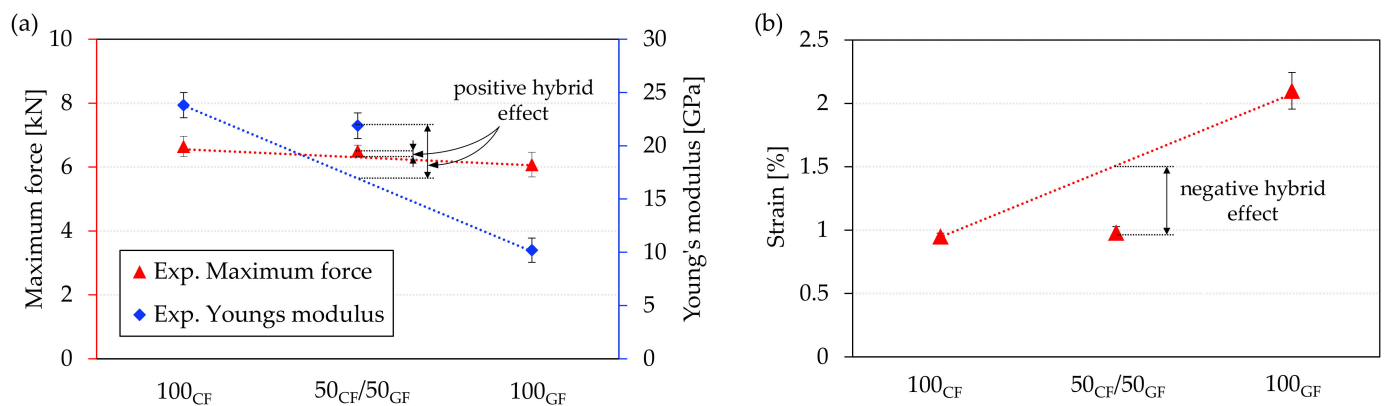 (a)
10
8
6
4
2
0
Maximum force [kN]
positive hybrid
effect
Exp. Maximum force
Exp. Youngs modulus
30
25
20
15
10
5
0
Young's modulus [GPa]
100CF
50CF/50GF
100GF
(b)
2.5
2
1.5
1
0.5
0
Strain [%]
negative hybrid
effect
100CF
50CF/50GF
100GF